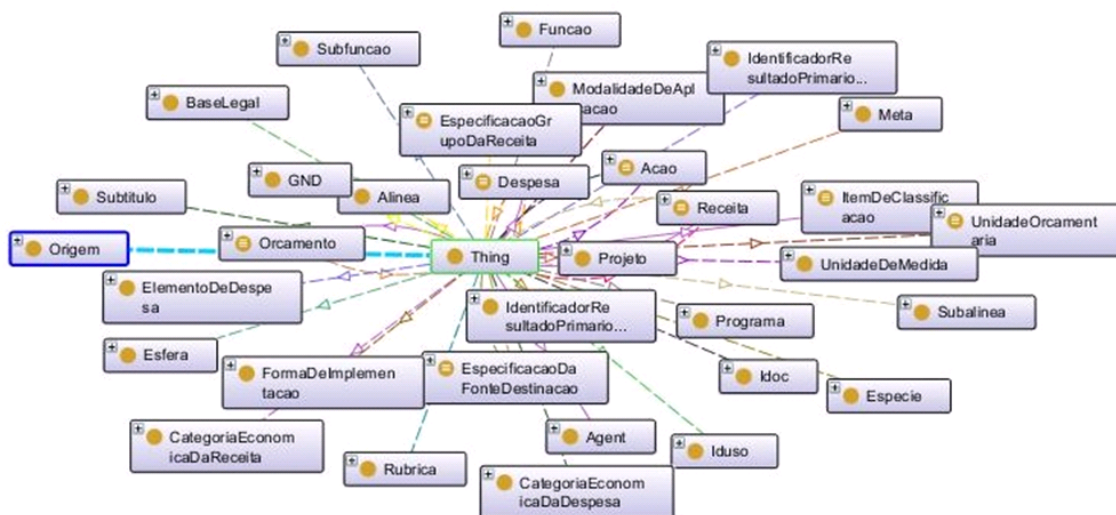 Funcao
Subfuncao
IdentificadorRe
sultadoPrimario...
BaseLegal
ModalidadeDeApl
acao
Meta
EspecificacaoGr
upoDaReceita
GND
Alinea
Despesa
Acao
Subtitulo
Receita
ItemDeClassific
acao
UnidadeOrcament
aria
Origem
Orcamento
Thing
Projeto
UnidadeDeMedida
ElementoDeDespe
sa
IdentificadorRe
sultadoPrimario...
Programa
Subalinea
Esfera
FormaDeImplemen
tacao
EspecificacaoDa
FonteDestinacao
Idoc
Especie
CategoriaEconom
icaDaReceita
Rubrica
Agent
Iduso
CategoriaEconom
icaDaDespesa